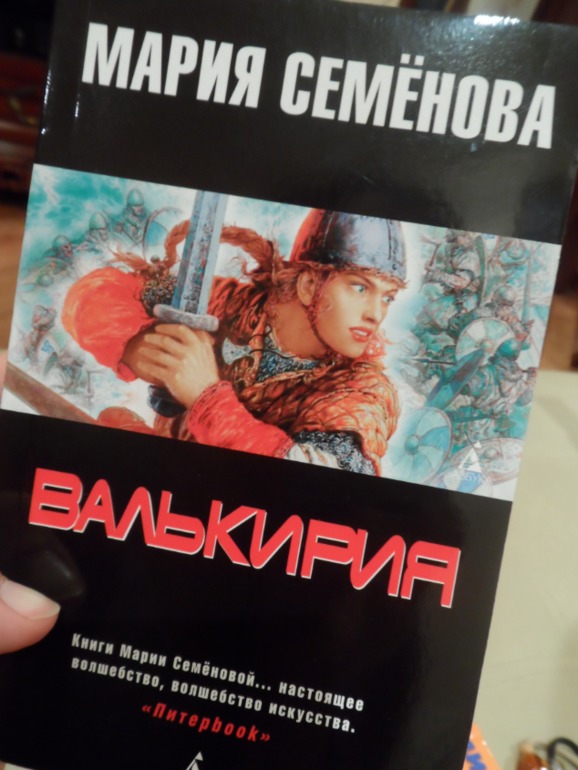 МАРИЯ СЕМЁНОВА
ВАЛЬКИРИЯ
Книги Марии Семёновой... настоящее
волшебство, волшебство искусства.
«Питерbook»